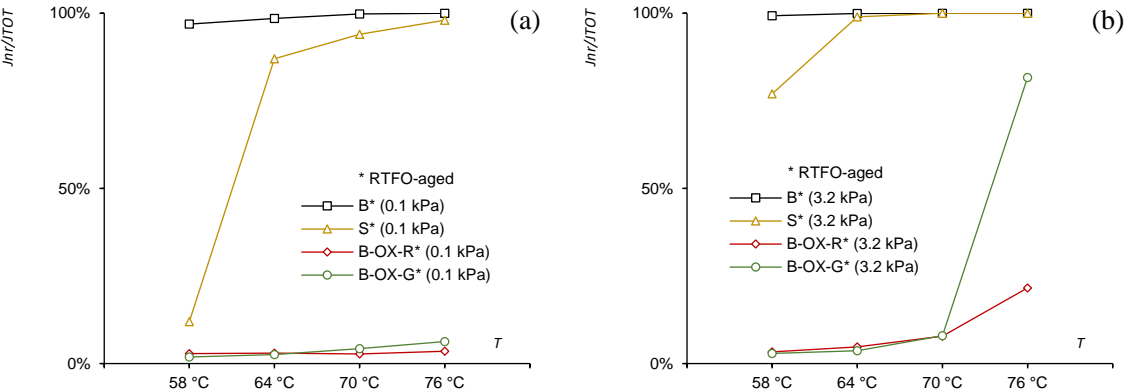 Jnr/JTOT
100%
50%
0%
(a)
* RTFO-aged
B* (0.1 kPa)
S* (0.1 kPa)
B-OX-R* (0.1 kPa)
B-OX-G* (0.1 kPa)
T
58 °C 64 °C 70 °C 76 °C
Jnr/JTOT
100%
50%
0%
(b)
* RTFO-aged
B* (3.2 kPa)
S* (3.2 kPa)
B-OX-R* (3.2 kPa)
B-OX-G* (3.2 kPa)
T
58 °C 64 °C 70 °C 76 °C